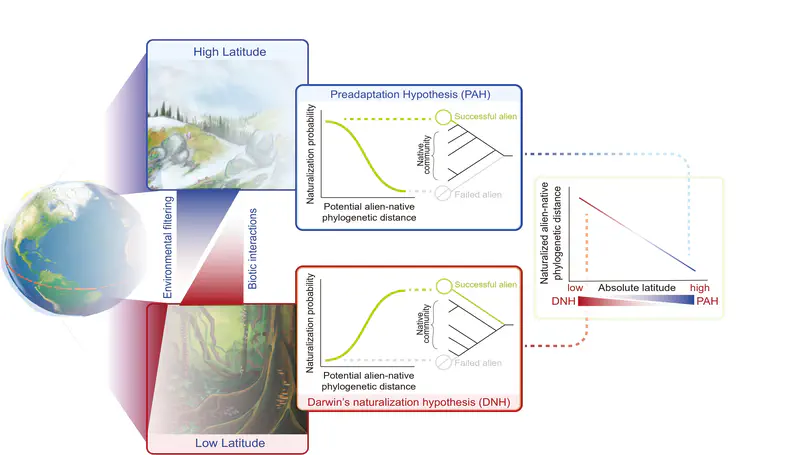 High Latitude
Environmental filtering
Biotic interactions
Low Latitude
Preadaptation Hypothesis (PAH)
Naturalization probability
Potential alien-native
phylogenetic distance
Successful alien
Native
community
Failed alien
Naturalization probability
Potential alien-native
phylogenetic distance
Successful alien
Native
community
Failed alien
Darwin's naturalization hypothesis (DNH)
Naturalized alien-native
phylogenetic distance
low
Absolute latitude
high
DNH
PAH